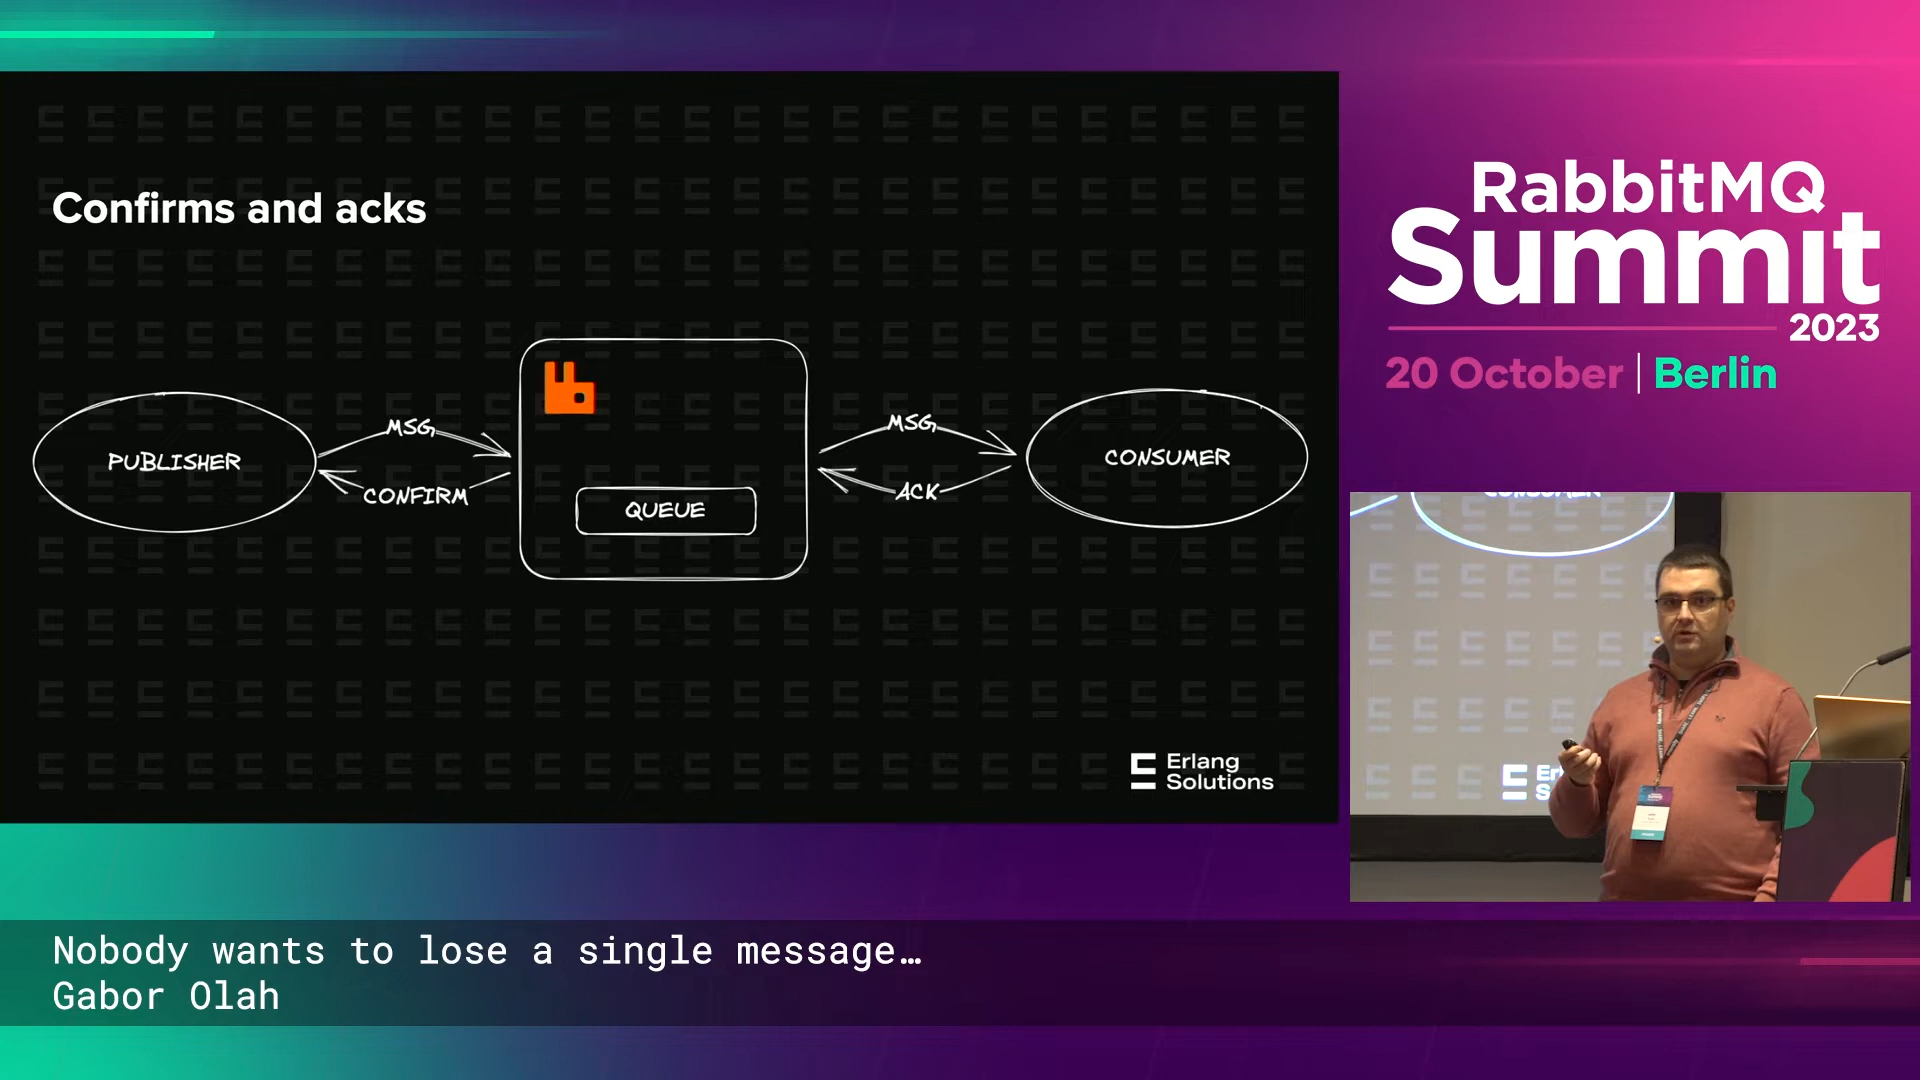 Confirms and acks
PUBLISHER
MSG
CONFIRM
QUEUE
MSG
ACK
CONSUMER
Erlang
Solutions
RabbitMQ
Summit
2023
20 October | Berlin
Nobody wants to lose a single message…
Gabor Olah